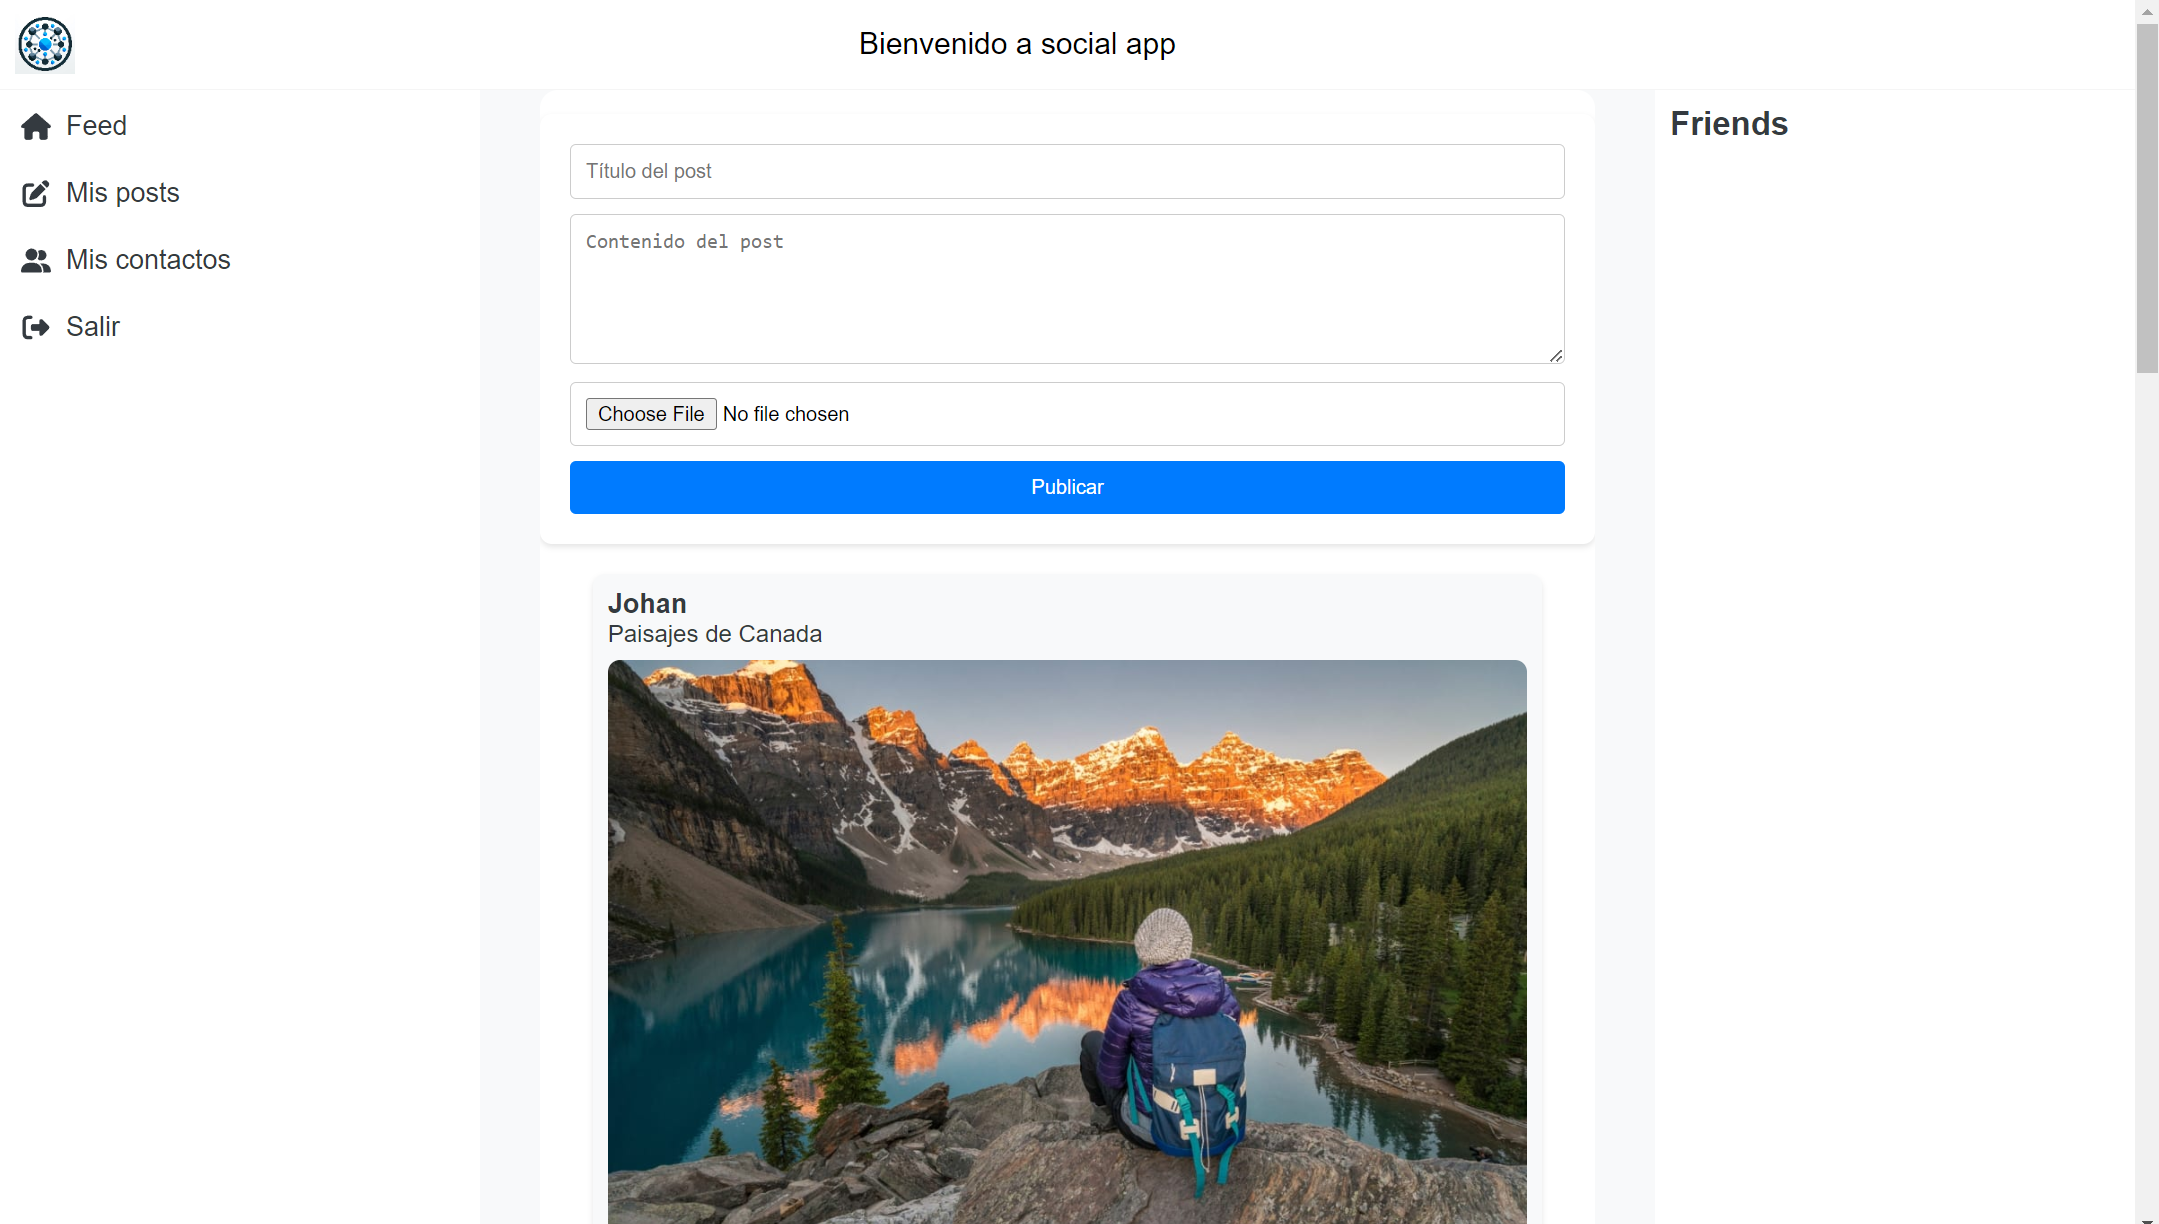 Bienvenido a social app
Feed
Mis posts
Mis contactos
Salir
Título del post
Contenido del post
Choose File No file chosen
Publicar
Johan
Paisajes de Canada
Friends